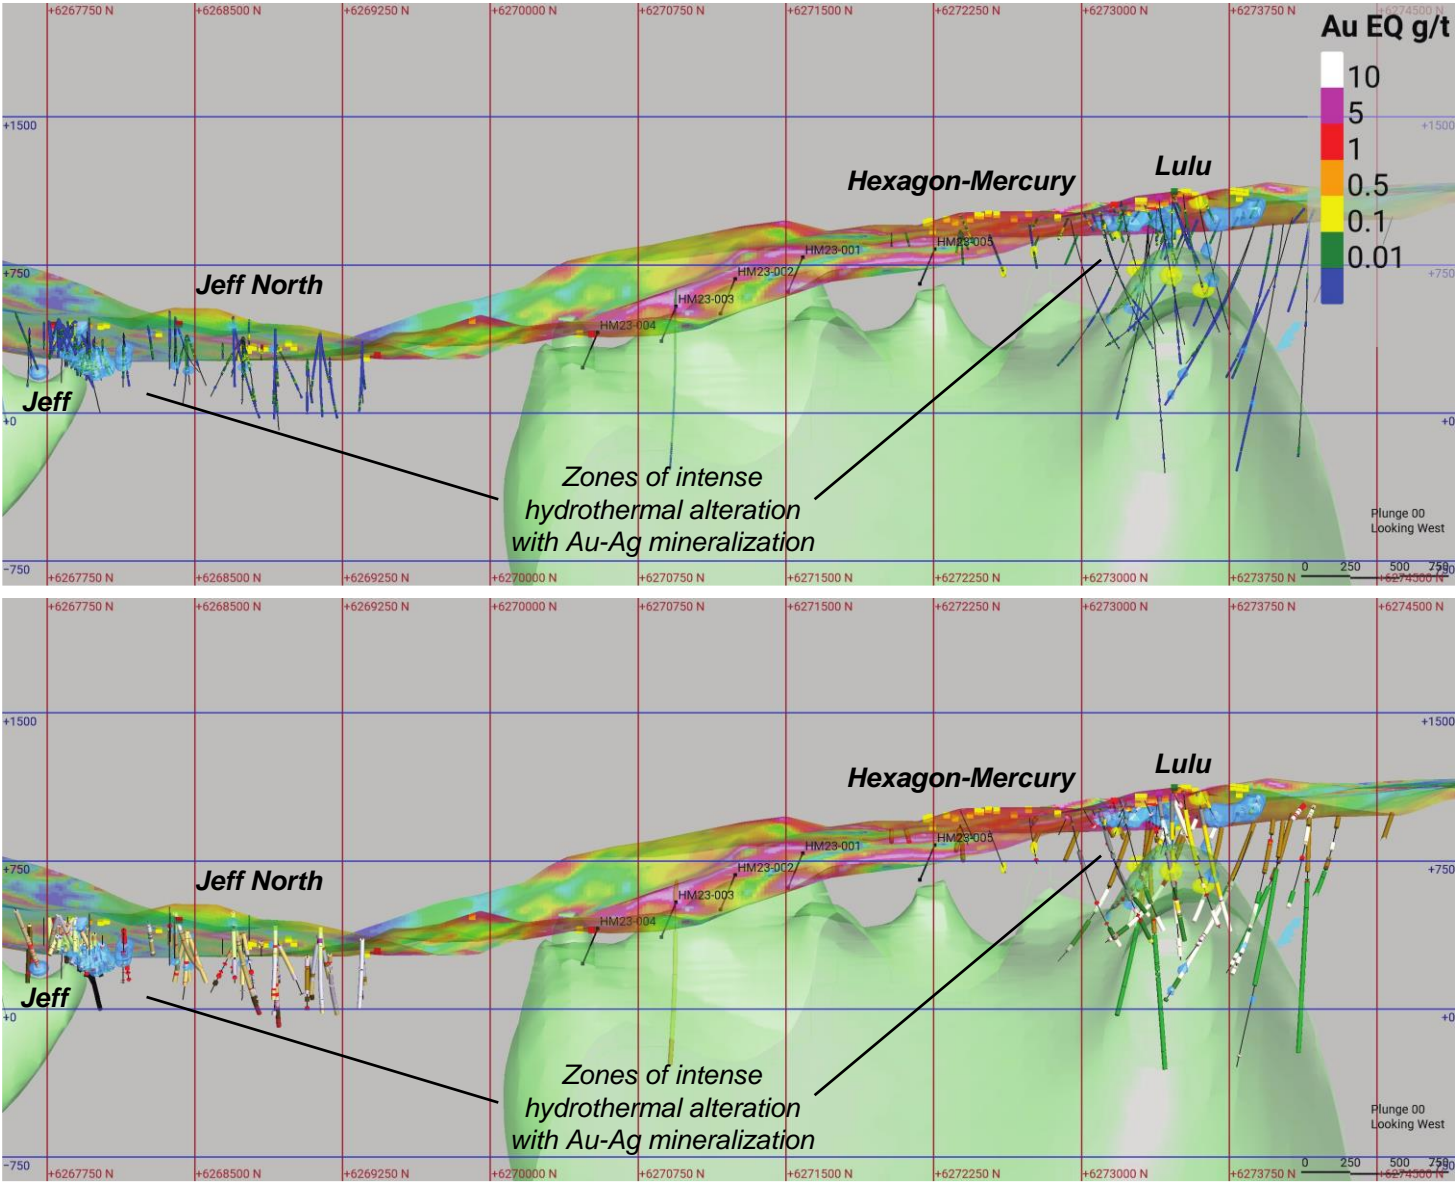 +6267750 N +6268500 N +6269250 N +6270000 N +6270750 N +6271500 N +6272250 N +6273000 N +6273750 N +6274500 N
Au EQ g/t
10
5
1
0.5
0.1
0.01
+1500 +1500
Lulu
Hexagon-Mercury
HM23-005
HM23-001
+750 +750
HM23-002
Jeff North
HM23-003
HM23-004
Jeff
+0 +0
Zones of intense
hydrothermal alteration
with Au-Ag mineralization
Plunge 00
Looking West
0 250 500 750
-750
+6267750 N +6268500 N +6269250 N +6270000 N +6270750 N +6271500 N +6272250 N +6273000 N +6273750 N +6274500 N
+6267750 N +6268500 N +6269250 N +6270000 N +6270750 N +6271500 N +6272250 N +6273000 N +6273750 N +6274500 N
+1500 +1500
Lulu
Hexagon-Mercury
HM23-005
HM23-001
+750 +750
HM23-002
Jeff North
HM23-003
HM23-004
Jeff
+0 +0
Zones of intense
hydrothermal alteration
with Au-Ag mineralization
Plunge 00
Looking West
0 250 500 750
-750
+6267750 N +6268500 N +6269250 N +6270000 N +6270750 N +6271500 N +6272250 N +6273000 N +6273750 N +6274500 N